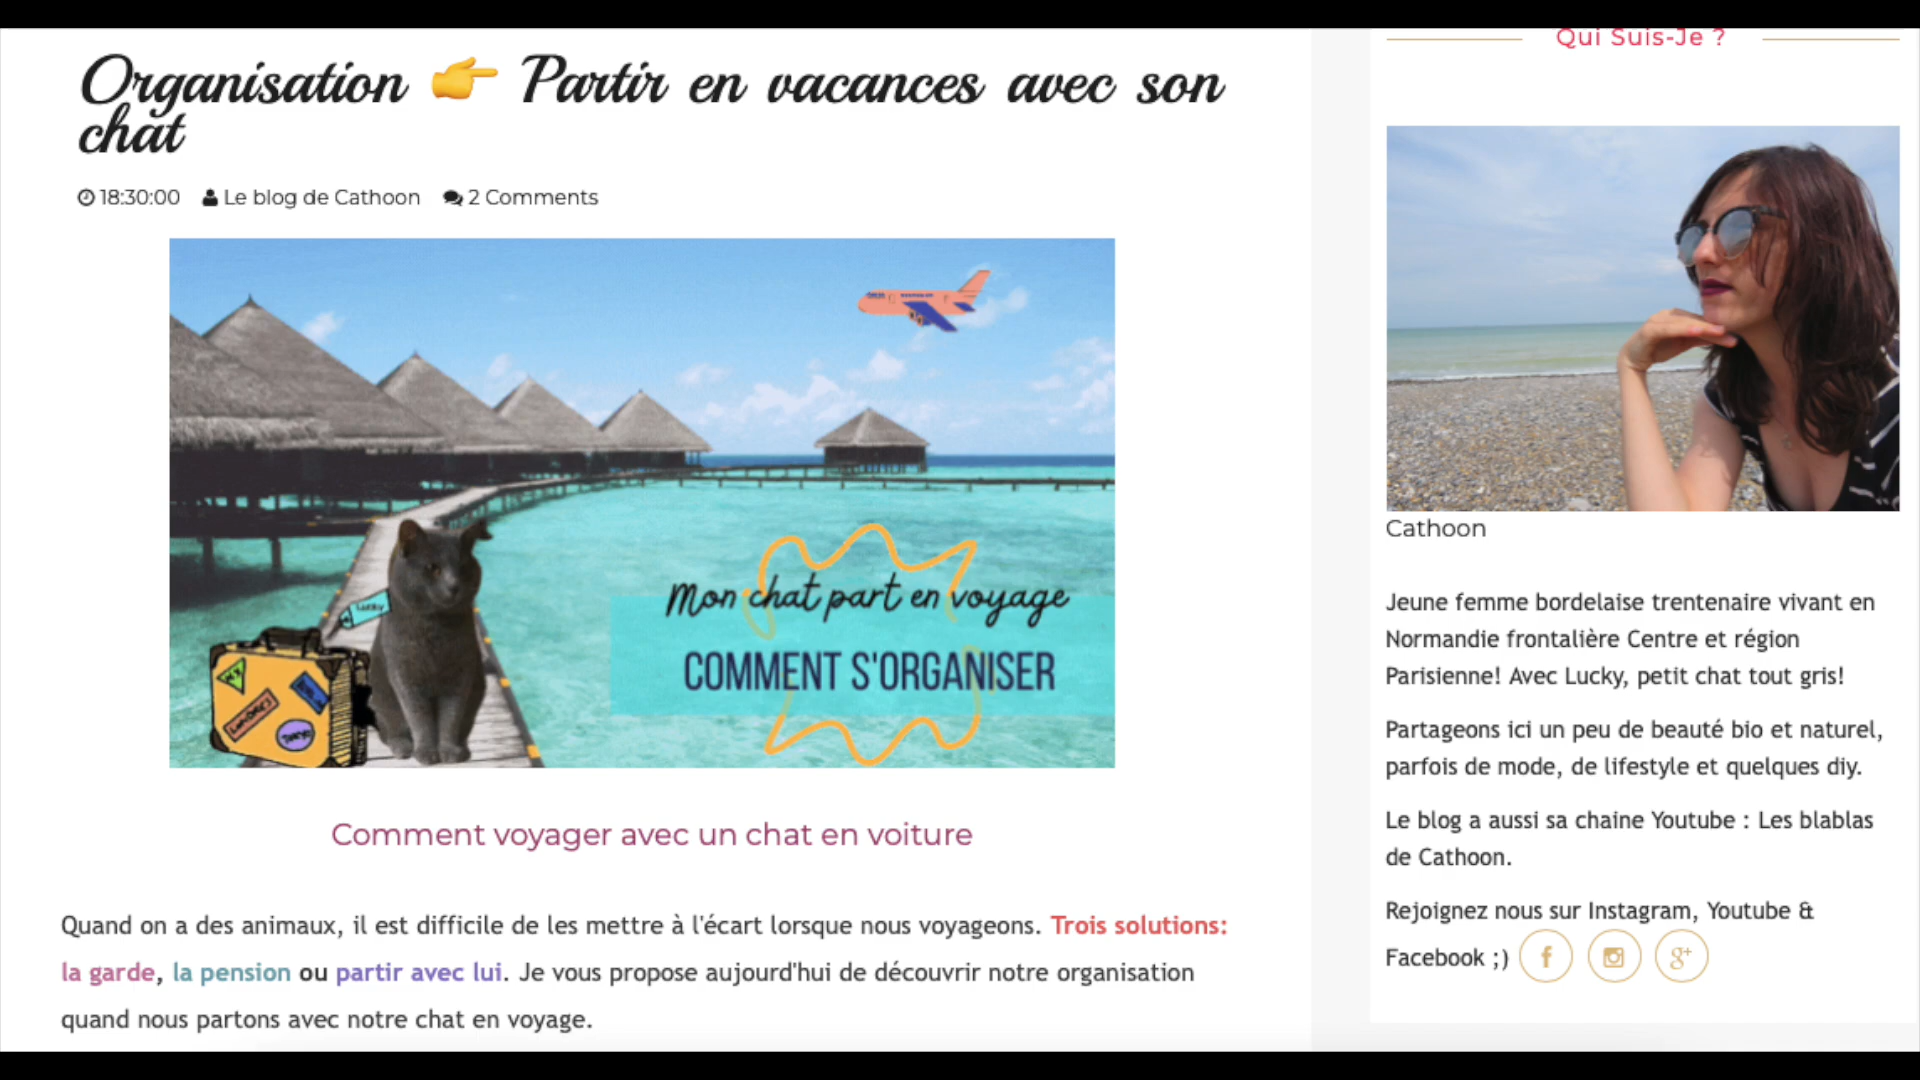 Organisation 👉 Partir en vacances avec son
chat
18:30:00 Le blog de Cathoon 2 Comments
Lucky
LONDRES
TOKYO
Mon chat part en voyage
COMMENT S'ORGANISER
Comment voyager avec un chat en voiture
Quand on a des animaux, il est difficile de les mettre à l'écart lorsque nous voyageons. Trois solutions:
la garde, la pension ou partir avec lui. Je vous propose aujourd'hui de découvrir notre organisation
quand nous partons avec notre chat en voyage.
Qui Suis-Je ?
Cathoon
Jeune femme bordelaise trentenaire vivant en
Normandie frontalière Centre et région
Parisienne! Avec Lucky, petit chat tout gris!
Partageons ici un peu de beauté bio et naturel,
parfois de mode, de lifestyle et quelques diy.
Le blog a aussi sa chaine Youtube : Les blablas
de Cathoon.
Rejoignez nous sur Instagram, Youtube &
Facebook ;)